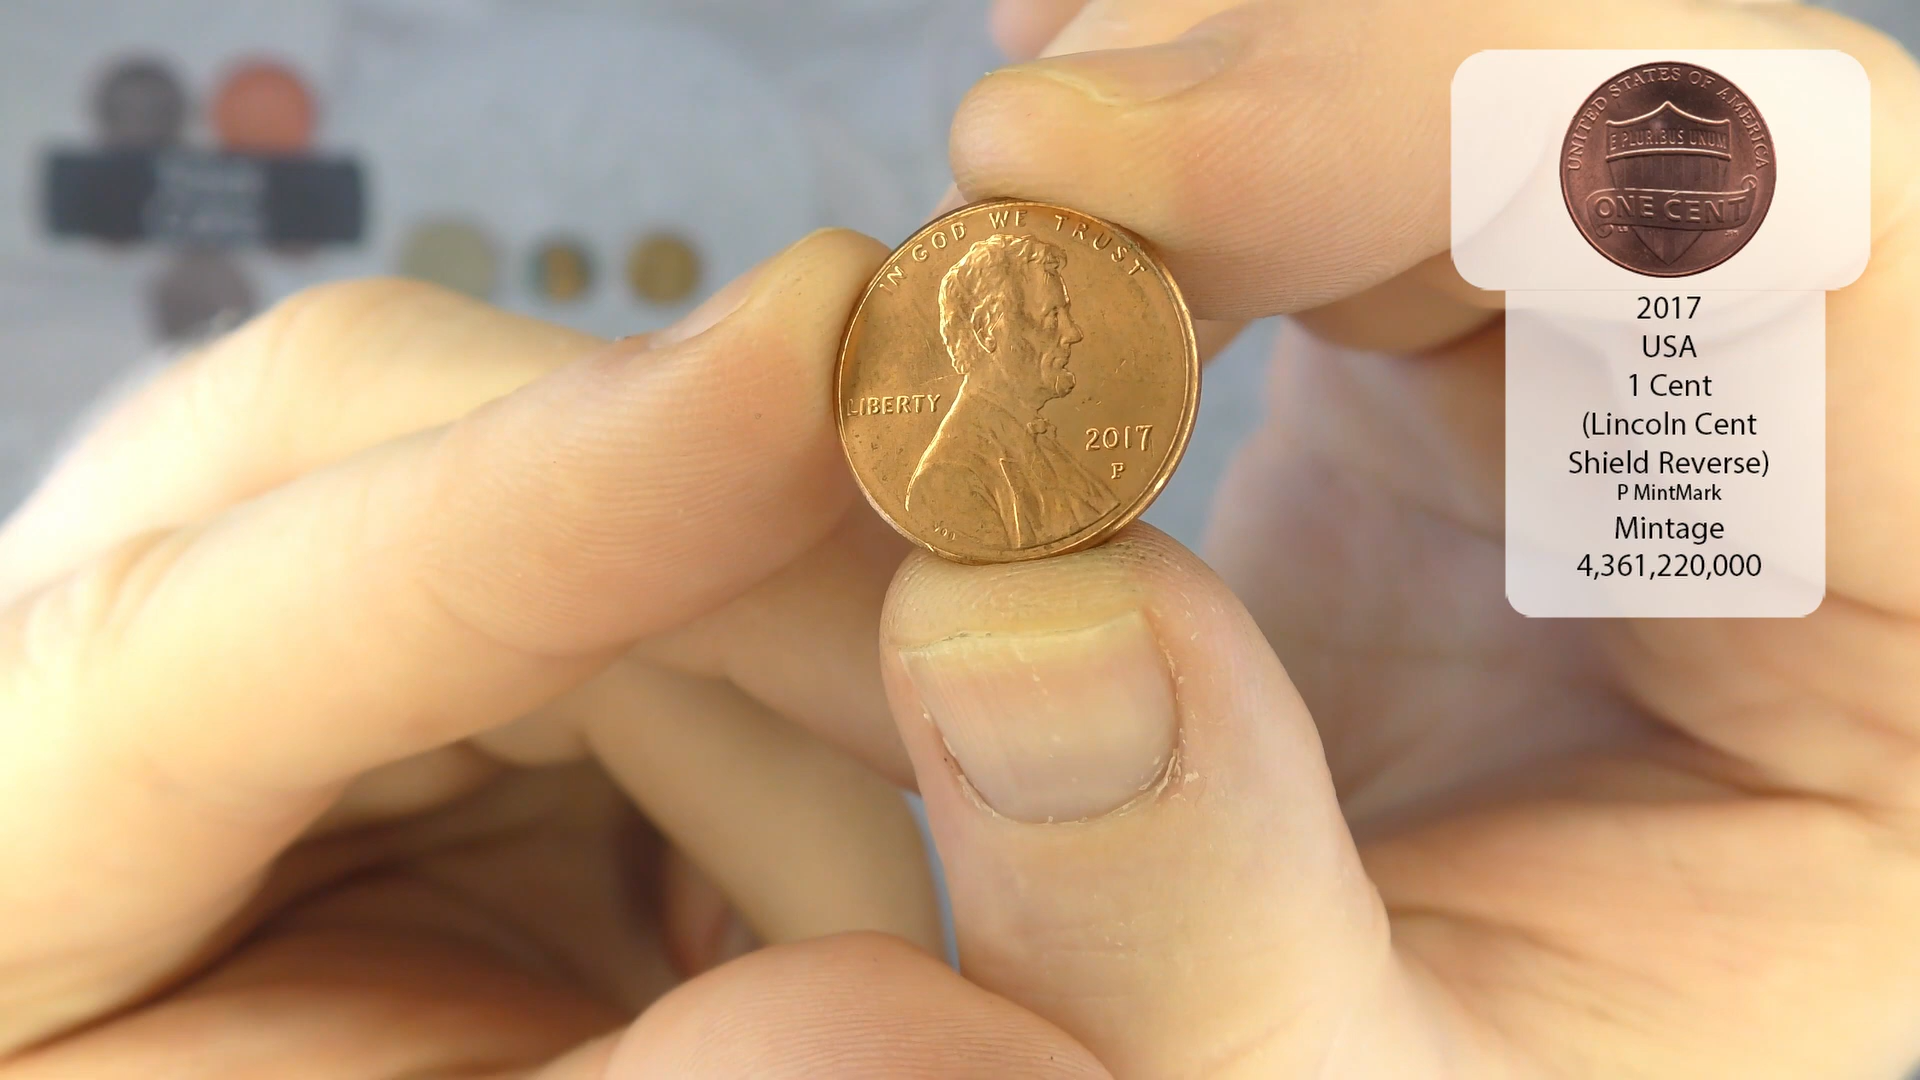 IN GOD WE TRUST
LIBERTY
2017
P
UNITED STATES OF AMERICA
E PLURIBUS UNUM
ONE CENT
2017
USA
1 Cent
(Lincoln Cent
Shield Reverse)
P MintMark
Mintage
4,361,220,000